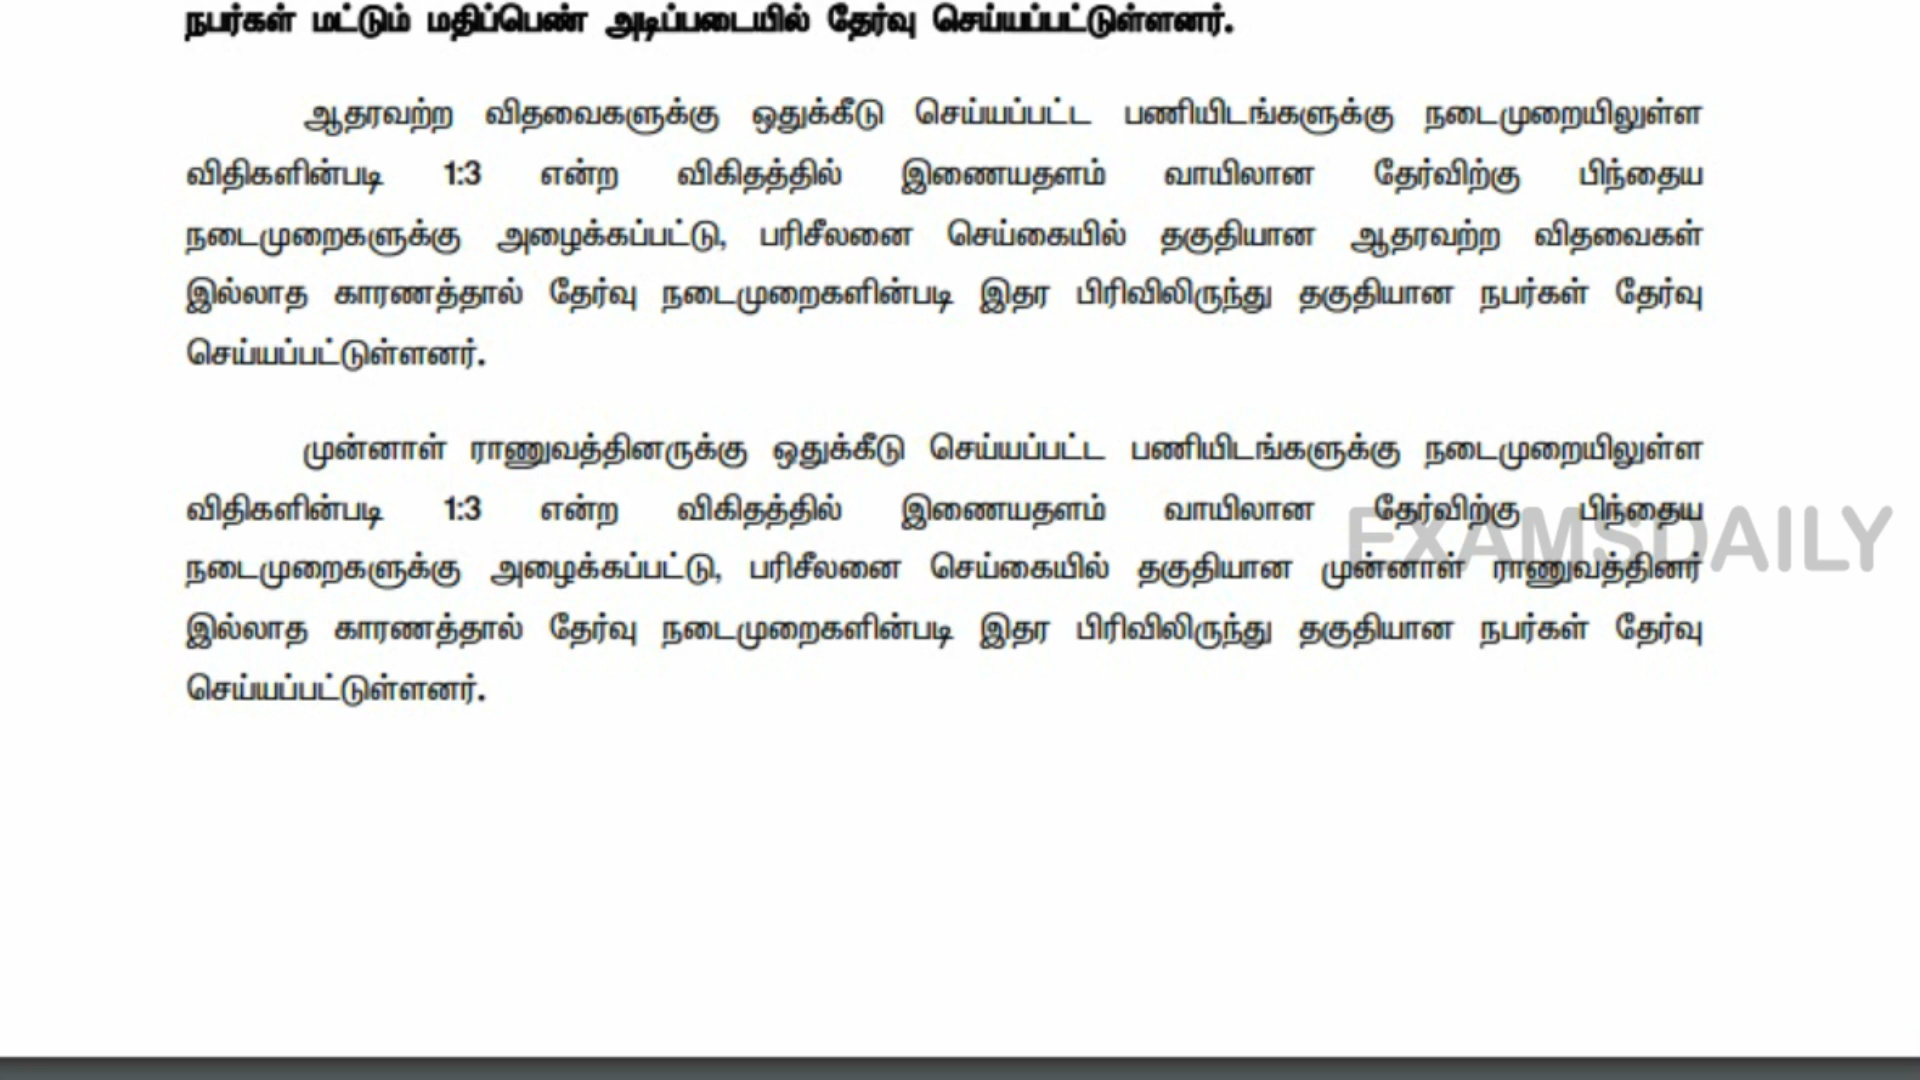 நபர்கள் மட்டும் மதிப்பெண் அடிப்படையில் தேர்வு செய்யப்பட்டுள்ளனர்.
ஆதரவற்ற விதவைகளுக்கு ஒதுக்கீடு செய்யப்பட்ட பணியிடங்களுக்கு நடைமுறையிலுள்ள
விதிகளின்படி 1:3 என்ற விகிதத்தில் இணையதளம் வாயிலான தேர்விற்கு பிந்தைய
நடைமுறைகளுக்கு அழைக்கப்பட்டு, பரிசீலனை செய்கையில் தகுதியான ஆதரவற்ற விதவைகள்
இல்லாத காரணத்தால் தேர்வு நடைமுறைகளின்படி இதர பிரிவிலிருந்து தகுதியான நபர்கள் தேர்வு
செய்யப்பட்டுள்ளனர்.
முன்னாள் ராணுவத்தினருக்கு ஒதுக்கீடு செய்யப்பட்ட பணியிடங்களுக்கு நடைமுறையிலுள்ள
விதிகளின்படி 1:3 என்ற விகிதத்தில் இணையதளம் வாயிலான தேர்விற்கு பிந்தைய
EXAMSDAILY
நடைமுறைகளுக்கு அழைக்கப்பட்டு, பரிசீலனை செய்கையில் தகுதியான முன்னாள் ராணுவத்தினர்
இல்லாத காரணத்தால் தேர்வு நடைமுறைகளின்படி இதர பிரிவிலிருந்து தகுதியான நபர்கள் தேர்வு
செய்யப்பட்டுள்ளனர்.